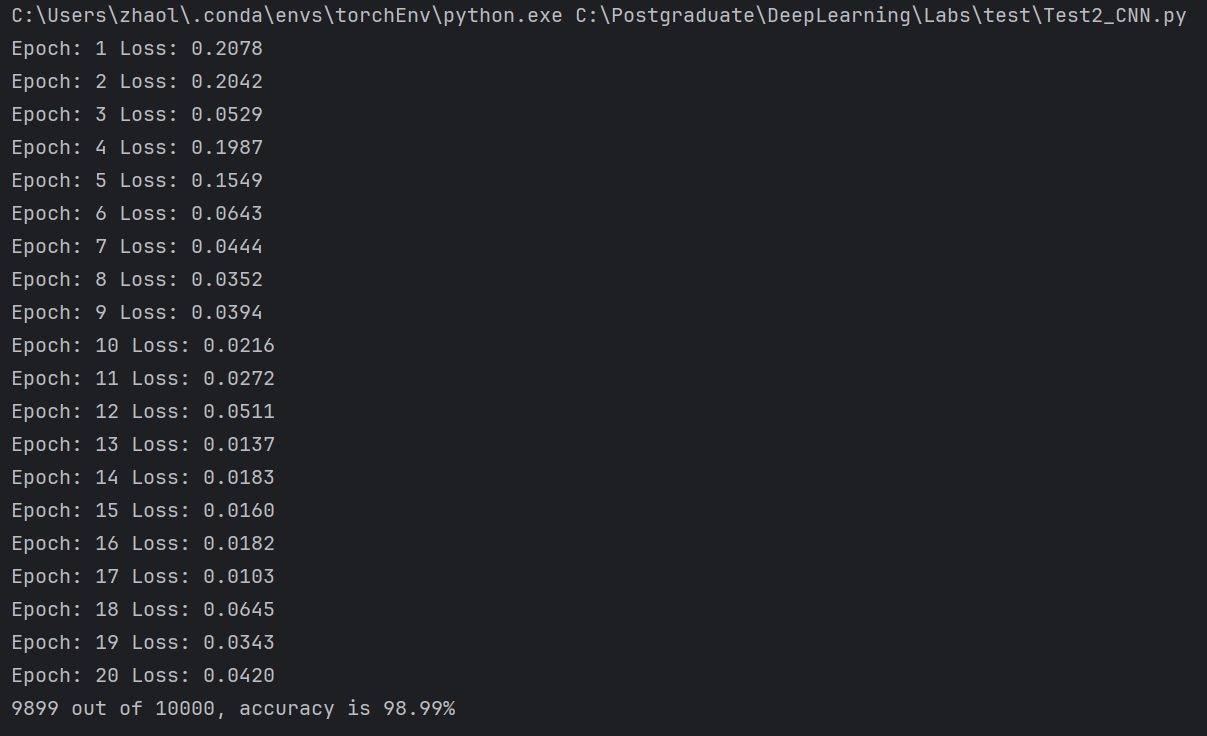 C:\Users\zhaol\.conda\envs\torchEnv\python.exe C:\Postgraduate\DeepLearning\Labs\test\Test2_CNN.py
Epoch: 1 Loss: 0.2078
Epoch: 2 Loss: 0.2042
Epoch: 3 Loss: 0.0529
Epoch: 4 Loss: 0.1987
Epoch: 5 Loss: 0.1549
Epoch: 6 Loss: 0.0643
Epoch: 7 Loss: 0.0444
Epoch: 8 Loss: 0.0352
Epoch: 9 Loss: 0.0394
Epoch: 10 Loss: 0.0216
Epoch: 11 Loss: 0.0272
Epoch: 12 Loss: 0.0511
Epoch: 13 Loss: 0.0137
Epoch: 14 Loss: 0.0183
Epoch: 15 Loss: 0.0160
Epoch: 16 Loss: 0.0182
Epoch: 17 Loss: 0.0103
Epoch: 18 Loss: 0.0645
Epoch: 19 Loss: 0.0343
Epoch: 20 Loss: 0.0420
9899 out of 10000, accuracy is 98.99%